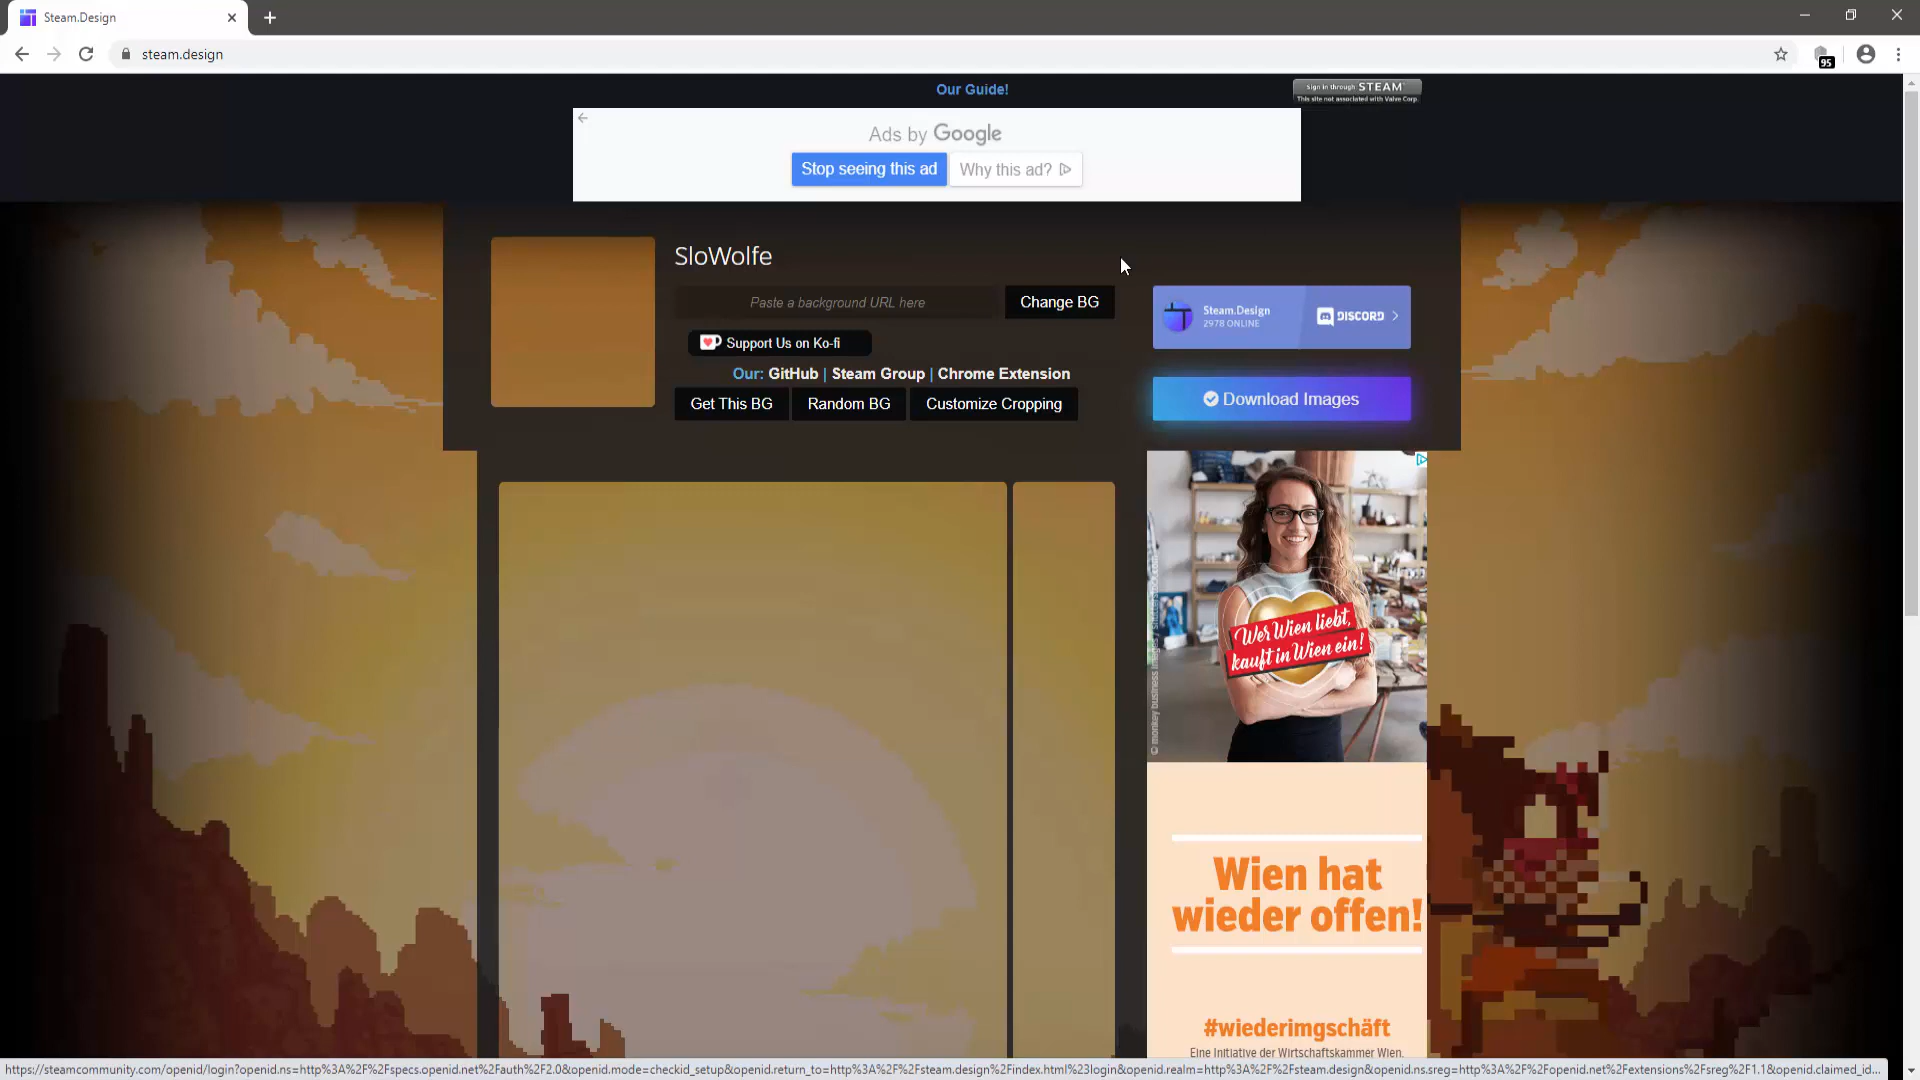 Steam.Design
steam.design
95
Our Guide!
Sign in through STEAM
This site not associated with Valve Corp.
Ads by Google
Stop seeing this ad
Why this ad?
SloWolfe
Paste a background URL here
Change BG
Steam.Design
2978 ONLINE
DISCORD
Support Us on Ko-fi
Our: GitHub | Steam Group | Chrome Extension
Get This BG
Random BG
Customize Cropping
Download Images
Wer Wien liebt,
kauft in Wien ein!
Wien hat
wieder offen!
#wiederimgschäft
Eine Initiative der Wirtschaftskammer Wien.
https://steamcommunity.com/openid/login?openid.ns=http%3A%2F%2Fspecs.openid.net%2Fauth%2F2.0&openid.mode=checkid_setup&openid.return_to=http%3A%2F%2Fsteam.design%2Findex.html%23login&openid.realm=http%3A%2F%2Fsteam.design&openid.ns.sreg=http%3A%2F%2Fopenid.net%2Fextensions%2Fsreg%2F1.1&openid.claimed_id...